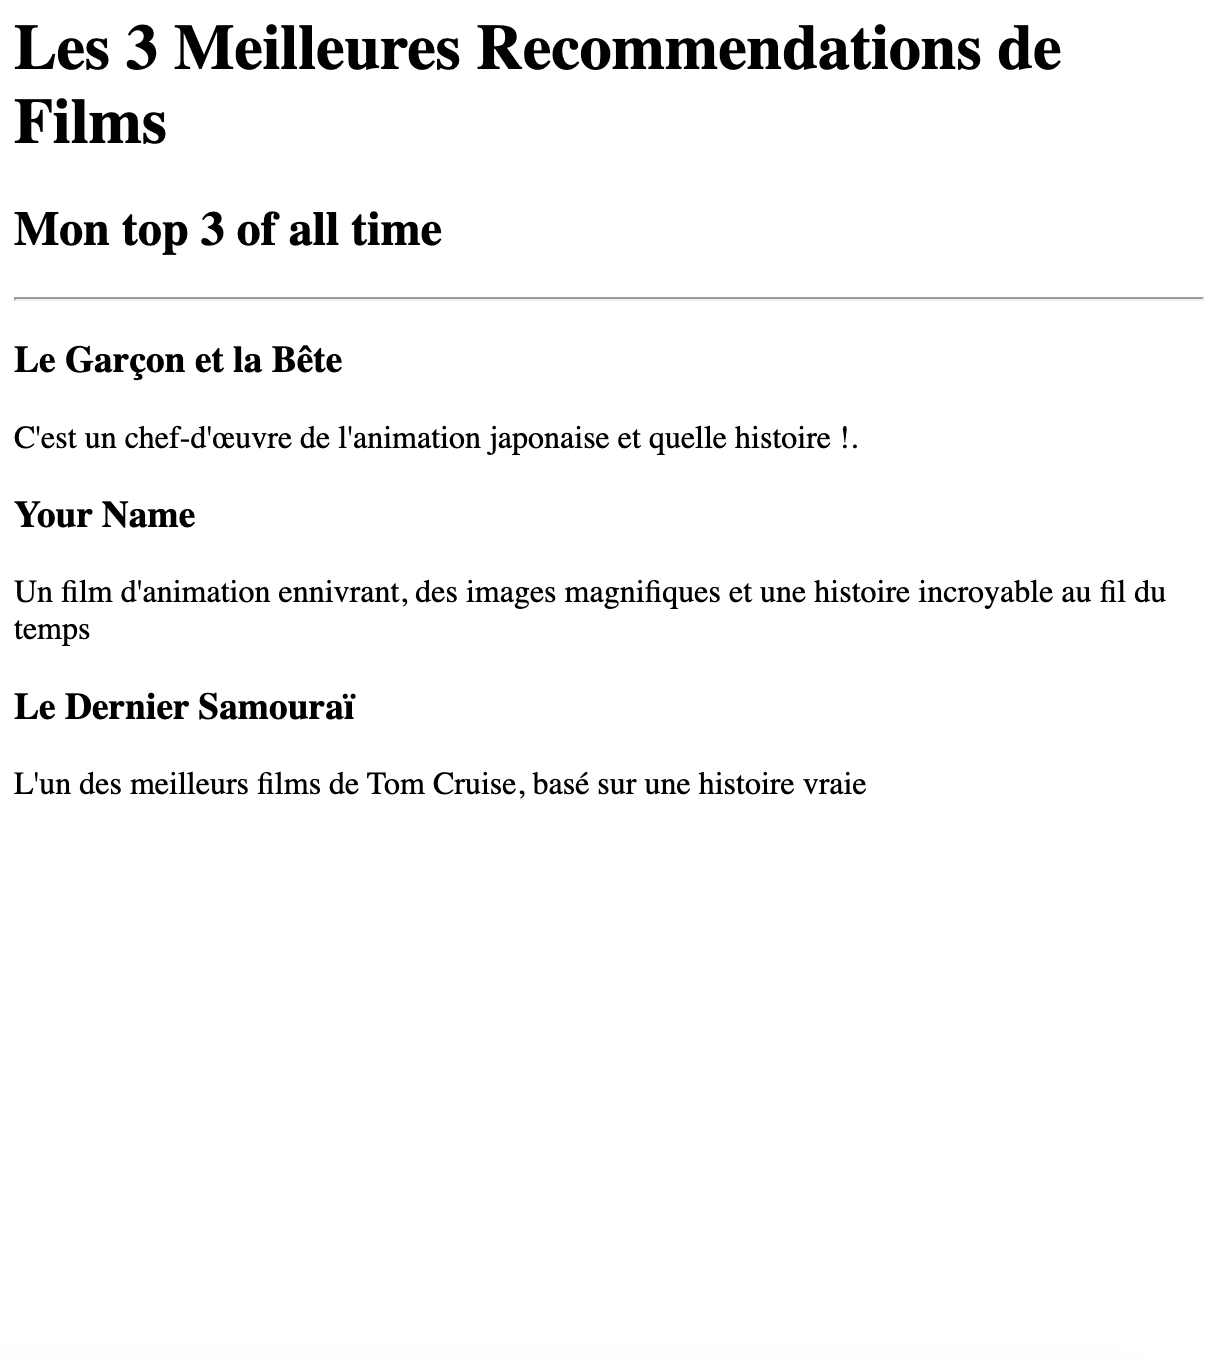 Les 3 Meilleures Recommendations de
Films
Mon top 3 of all time
Le Garçon et la Bête
C'est un chef-d'œuvre de l'animation japonaise et quelle histoire !.
Your Name
Un film d'animation ennivrant, des images magnifiques et une histoire incroyable au fil du
temps
Le Dernier Samouraï
L'un des meilleurs films de Tom Cruise, basé sur une histoire vraie